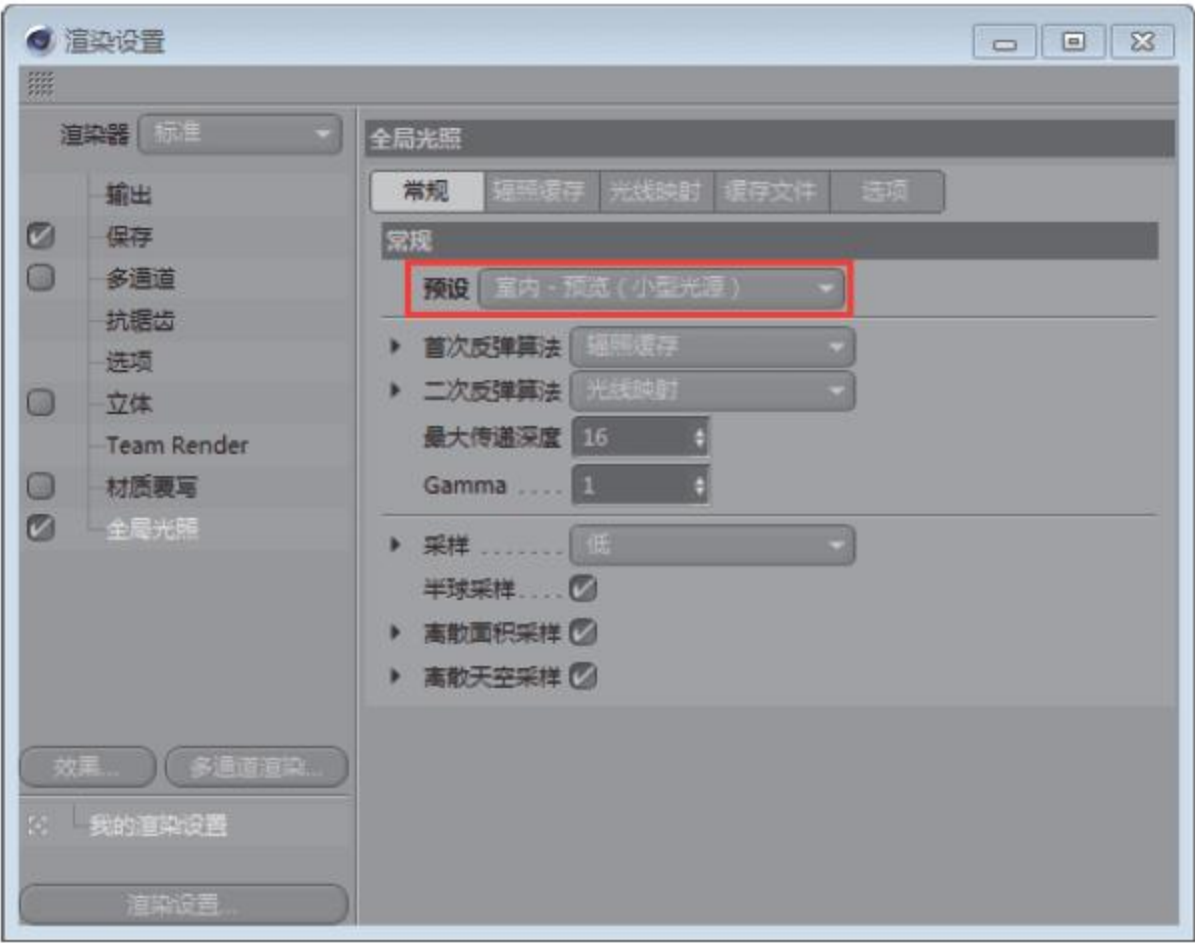 渲染设置
渲染器 标准
输出
保存
多通道
抗锯齿
选项
立体
Team Render
材质覆写
全局光照
效果... 多通道渲染...
我的渲染设置
渲染设置...
全局光照
常规 辐照缓存 光线映射 缓存文件 选项
常规
预设 室内 - 预览（小型光源）
首次反弹算法 辐照缓存
二次反弹算法 光线映射
最大传递深度 16
Gamma .... 1
采样 ....... 低
半球采样....
离散面积采样
离散天空采样